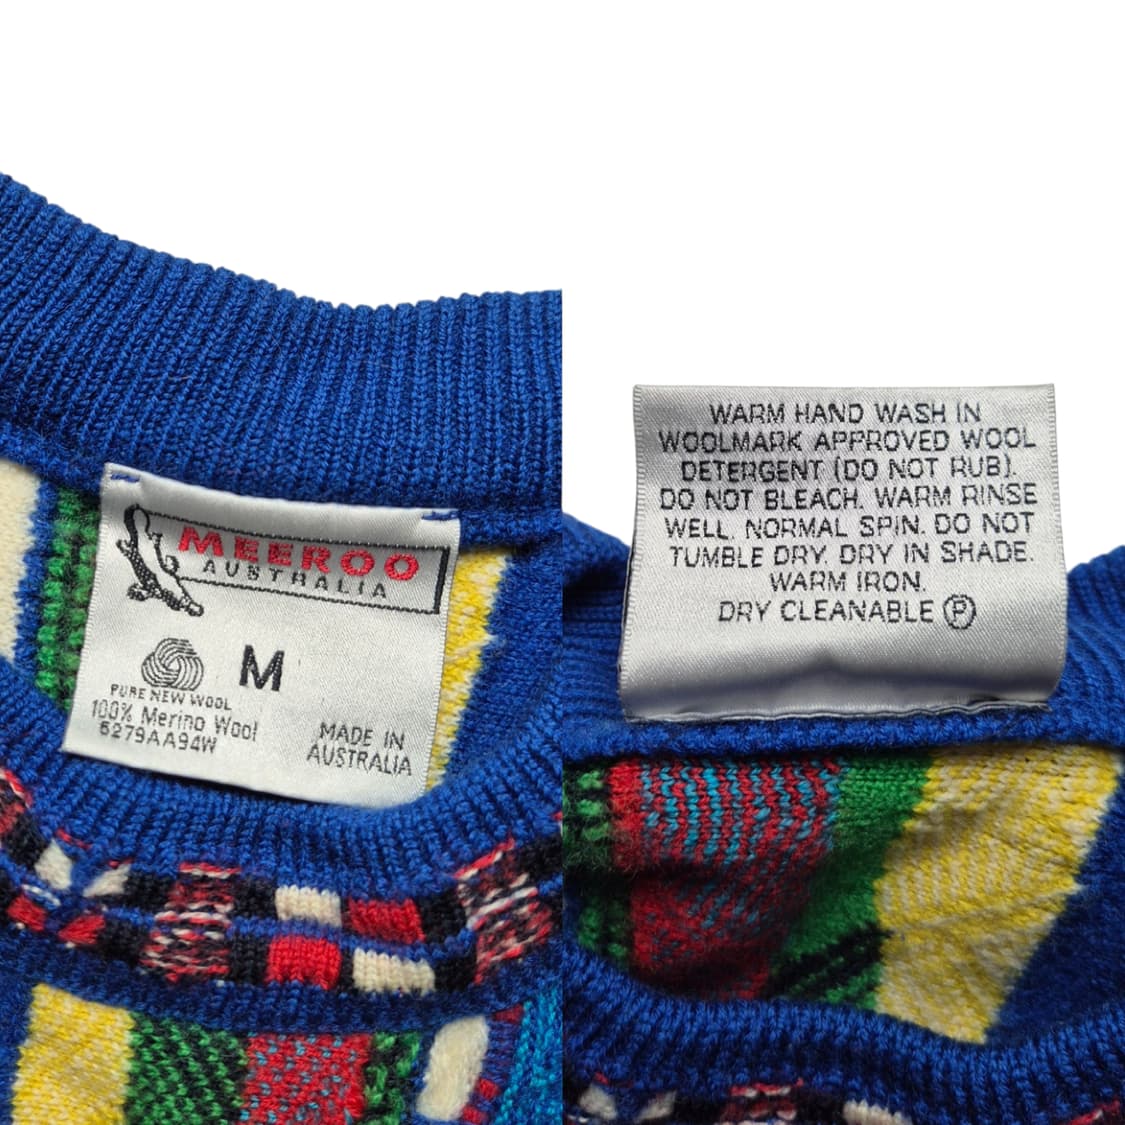 MEEROO
AUSTRALIA
M
PURE NEW WOOL
100% Merino Wool
6279AA94W
MADE IN
AUSTRALIA
WARM HAND WASH IN
WOOLMARK APPROVED WOOL
DETERGENT (DO NOT RUB).
DO NOT BLEACH. WARM RINSE
WELL. NORMAL SPIN. DO NOT
TUMBLE DRY. DRY IN SHADE.
WARM IRON.
DRY CLEANABLE Ⓟ